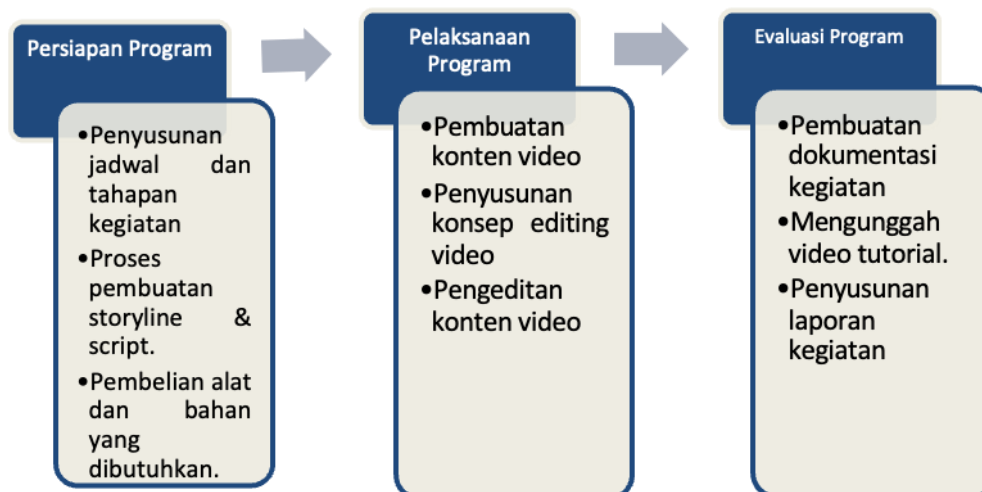 Persiapan Program
•Penyusunan
jadwal dan
tahapan
kegiatan
•Proses
pembuatan
storyline &
script.
•Pembelian alat
dan bahan
yang
dibutuhkan.
Pelaksanaan
Program
•Pembuatan
konten video
•Penyusunan
konsep editing
video
•Pengeditan
konten video
Evaluasi Program
•Pembuatan
dokumentasi
kegiatan
•Mengunggah
video tutorial.
•Penyusunan
laporan
kegiatan